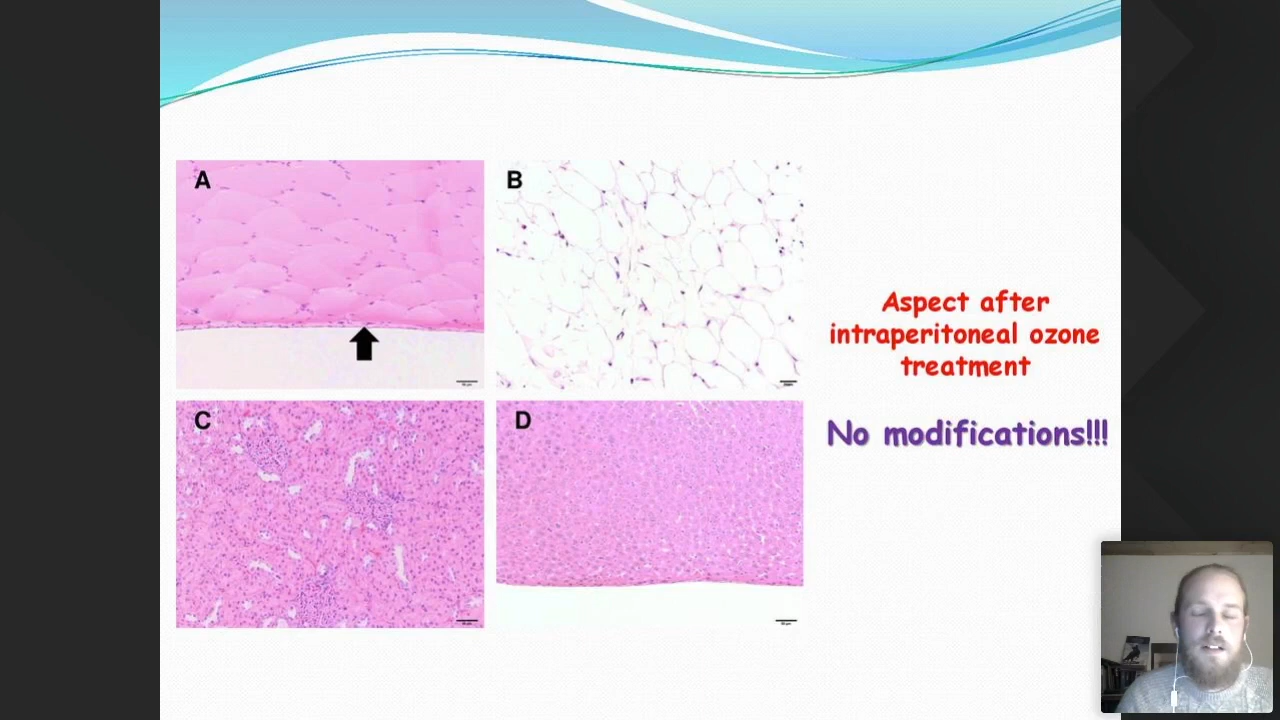 A
B
C
D
Aspect after
intraperitoneal ozone
treatment
No modifications!!!